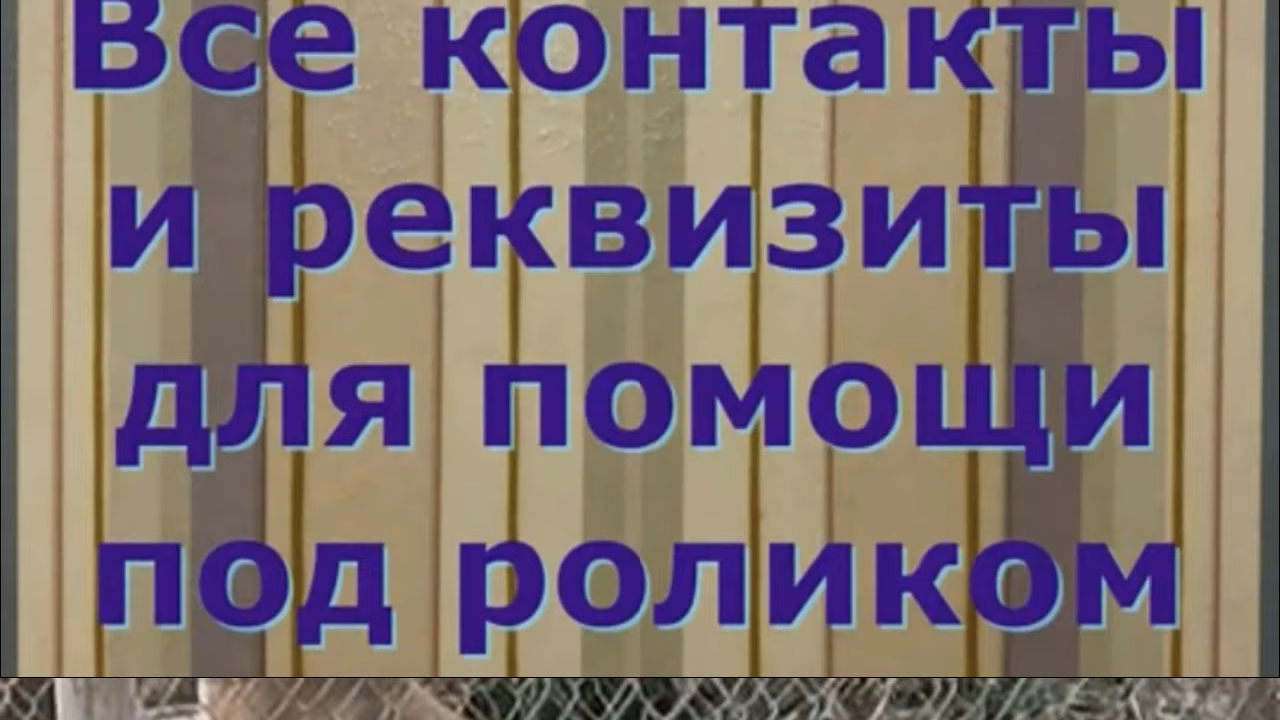 Все контакты
и реквизиты
для помощи
под роликом